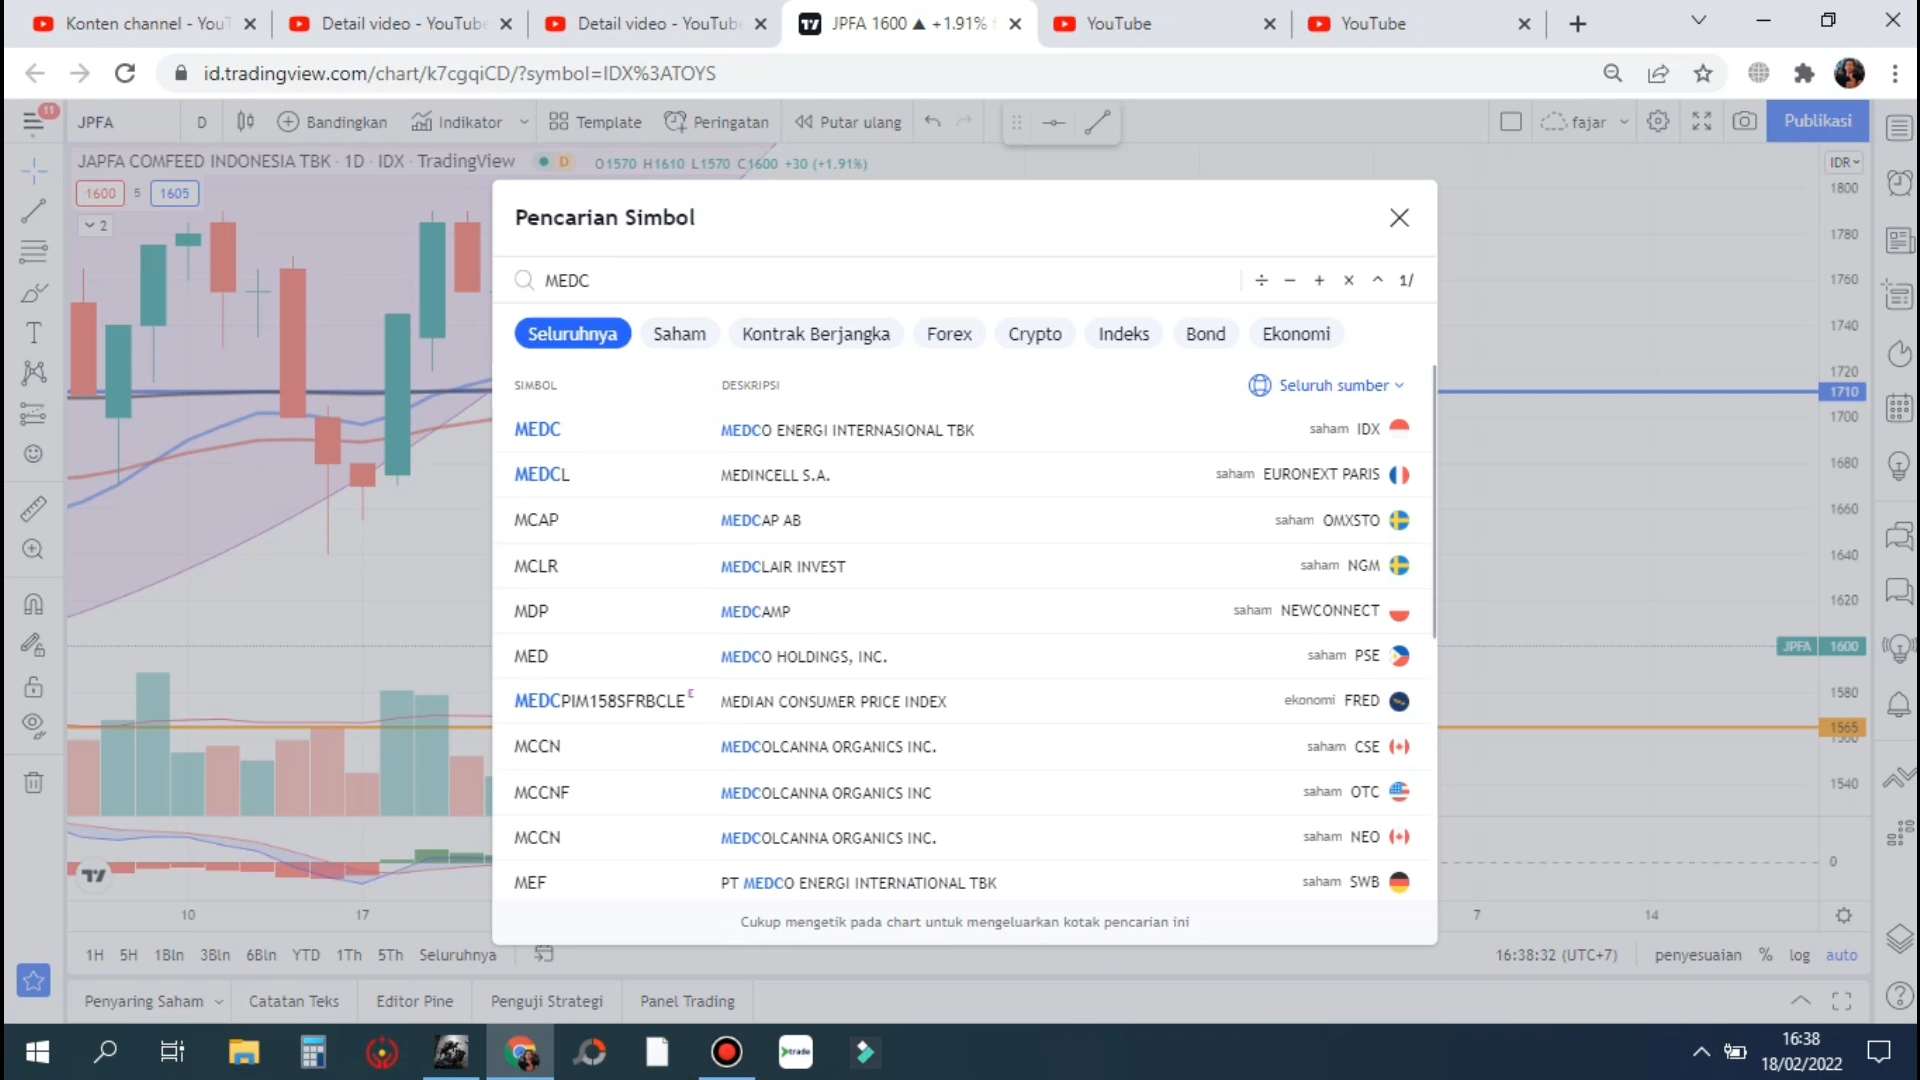 Konten channel - YouT
Detail video - YouTube
Detail video - YouTube
JPFA 1600 ▲ +1.91%
YouTube
YouTube
id.tradingview.com/chart/k7cgqiCD/?symbol=IDX%3ATOYS
11
JPFA
D
Bandingkan
Indikator
Template
Peringatan
Putar ulang
fajar
Publikasi
JAPFA COMFEED INDONESIA TBK · 1D · IDX · TradingView
D
O1570 H1610 L1570 C1600 +30 (+1.91%)
IDR
1600
5
1605
2
Pencarian Simbol
MEDC
÷ − + × ^ 1/
Seluruhnya
Saham
Kontrak Berjangka
Forex
Crypto
Indeks
Bond
Ekonomi
SIMBOL
DESKRIPSI
Seluruh sumber
MEDC MEDCO ENERGI INTERNASIONAL TBK saham IDX
MEDCL MEDINCELL S.A. saham EURONEXT PARIS
MCAP MEDCAP AB saham OMXSTO
MCLR MEDCLAIR INVEST saham NGM
MDP MEDCAMP saham NEWCONNECT
MED MEDCO HOLDINGS, INC. saham PSE
MEDCPIM158SFRBCLE E MEDIAN CONSUMER PRICE INDEX ekonomi FRED
MCCN MEDCOLCANNA ORGANICS INC. saham CSE
MCCNF MEDCOLCANNA ORGANICS INC saham OTC
MCCN MEDCOLCANNA ORGANICS INC. saham NEO
MEF PT MEDCO ENERGI INTERNATIONAL TBK saham SWB
Cukup mengetik pada chart untuk mengeluarkan kotak pencarian ini
1800
1780
1760
1740
1720
1710
1700
1680
1660
1640
1620
JPFA 1600
1580
1565
1540
0
10
17
7
14
1H 5H 1Bln 3Bln 6Bln YTD 1Th 5Th Seluruhnya
16:38:32 (UTC+7)
penyesuaian % log auto
Penyaring Saham
Catatan Teks
Editor Pine
Penguji Strategi
Panel Trading
trade
16:38
18/02/2022